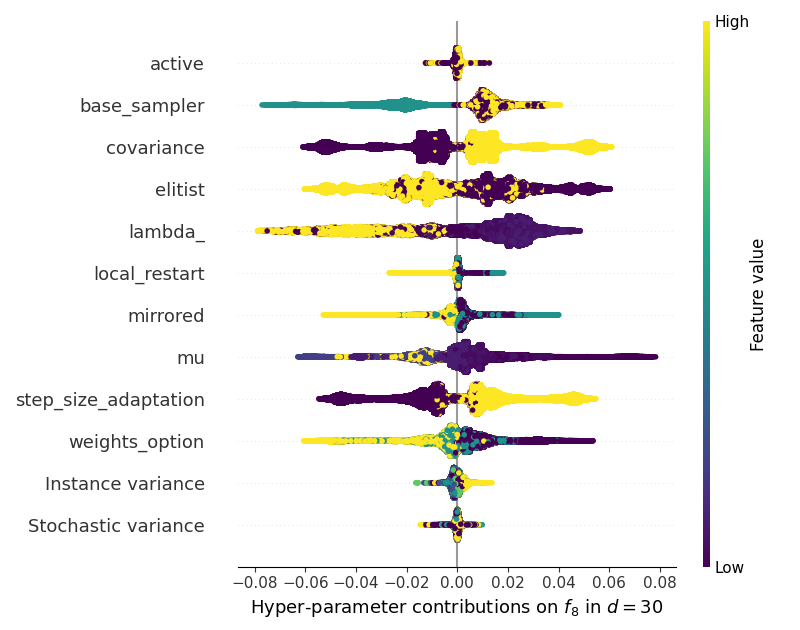 High
active
base_sampler
covariance
elitist
lambda_
local_restart
mirrored
mu
step_size_adaptation
weights_option
Instance variance
Stochastic variance
Feature value
Low
−0.08 −0.06 −0.04 −0.02 0.00 0.02 0.04 0.06 0.08
Hyper-parameter contributions on f₈ in d = 30